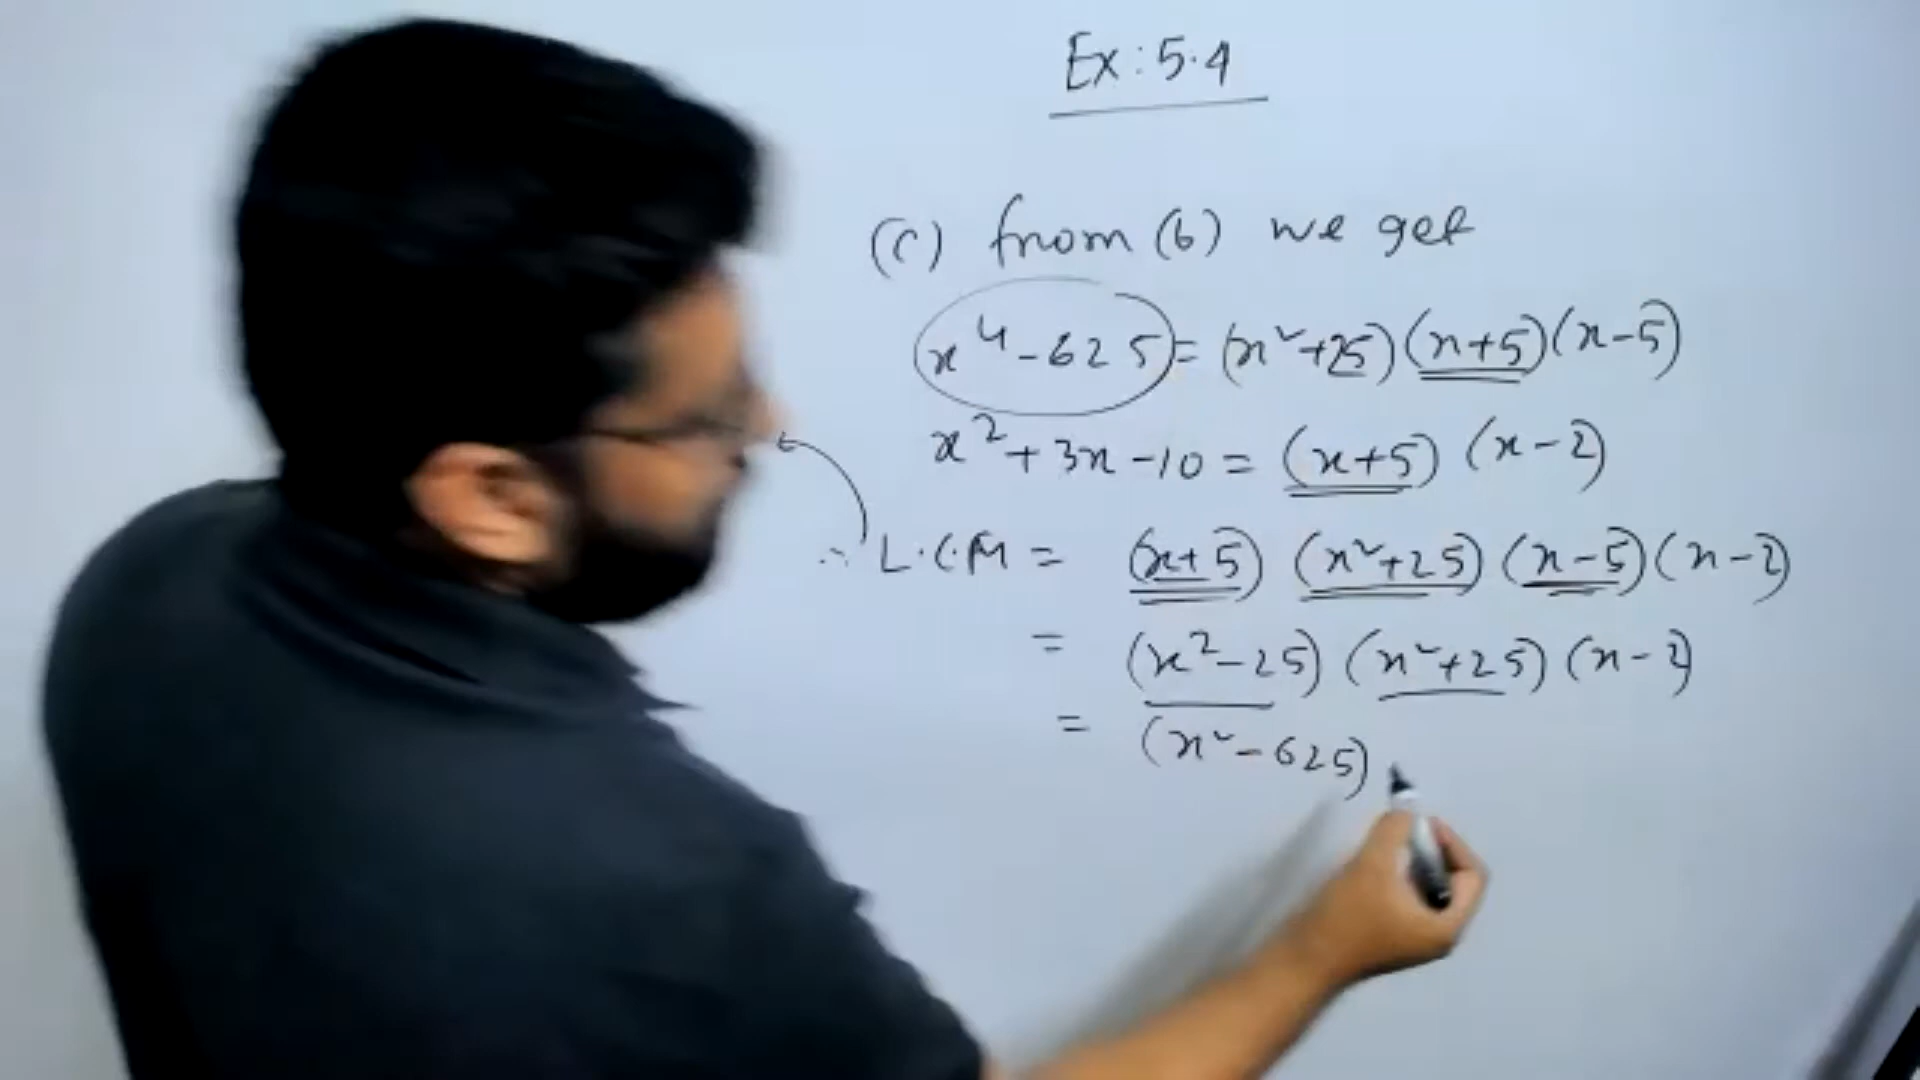 Ex: 5.4
(c) from (b) we get
x⁴-625 = (x²+25)(x+5)(x-5)
x²+3x-10 = (x+5) (x-2)
∴ L.C.M = (x+5) (x²+25) (x-5)(x-2)
= (x²-25) (x²+25) (x-2)
= (x²-625)